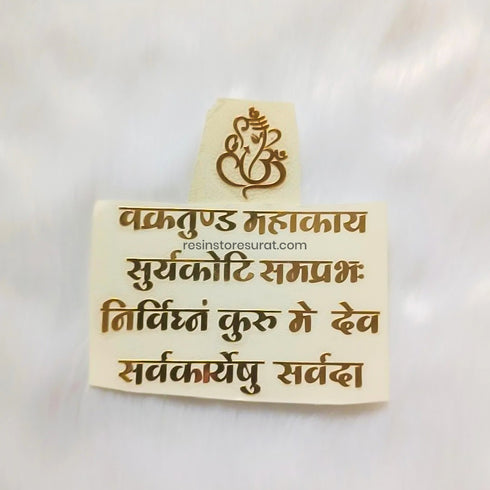 वक्रतुण्ड महाकाय
resinstoresurat.com
सुर्यकोटि समप्रभः
निर्विघ्नं कुरु मे देव
सर्वकार्येषु सर्वदा